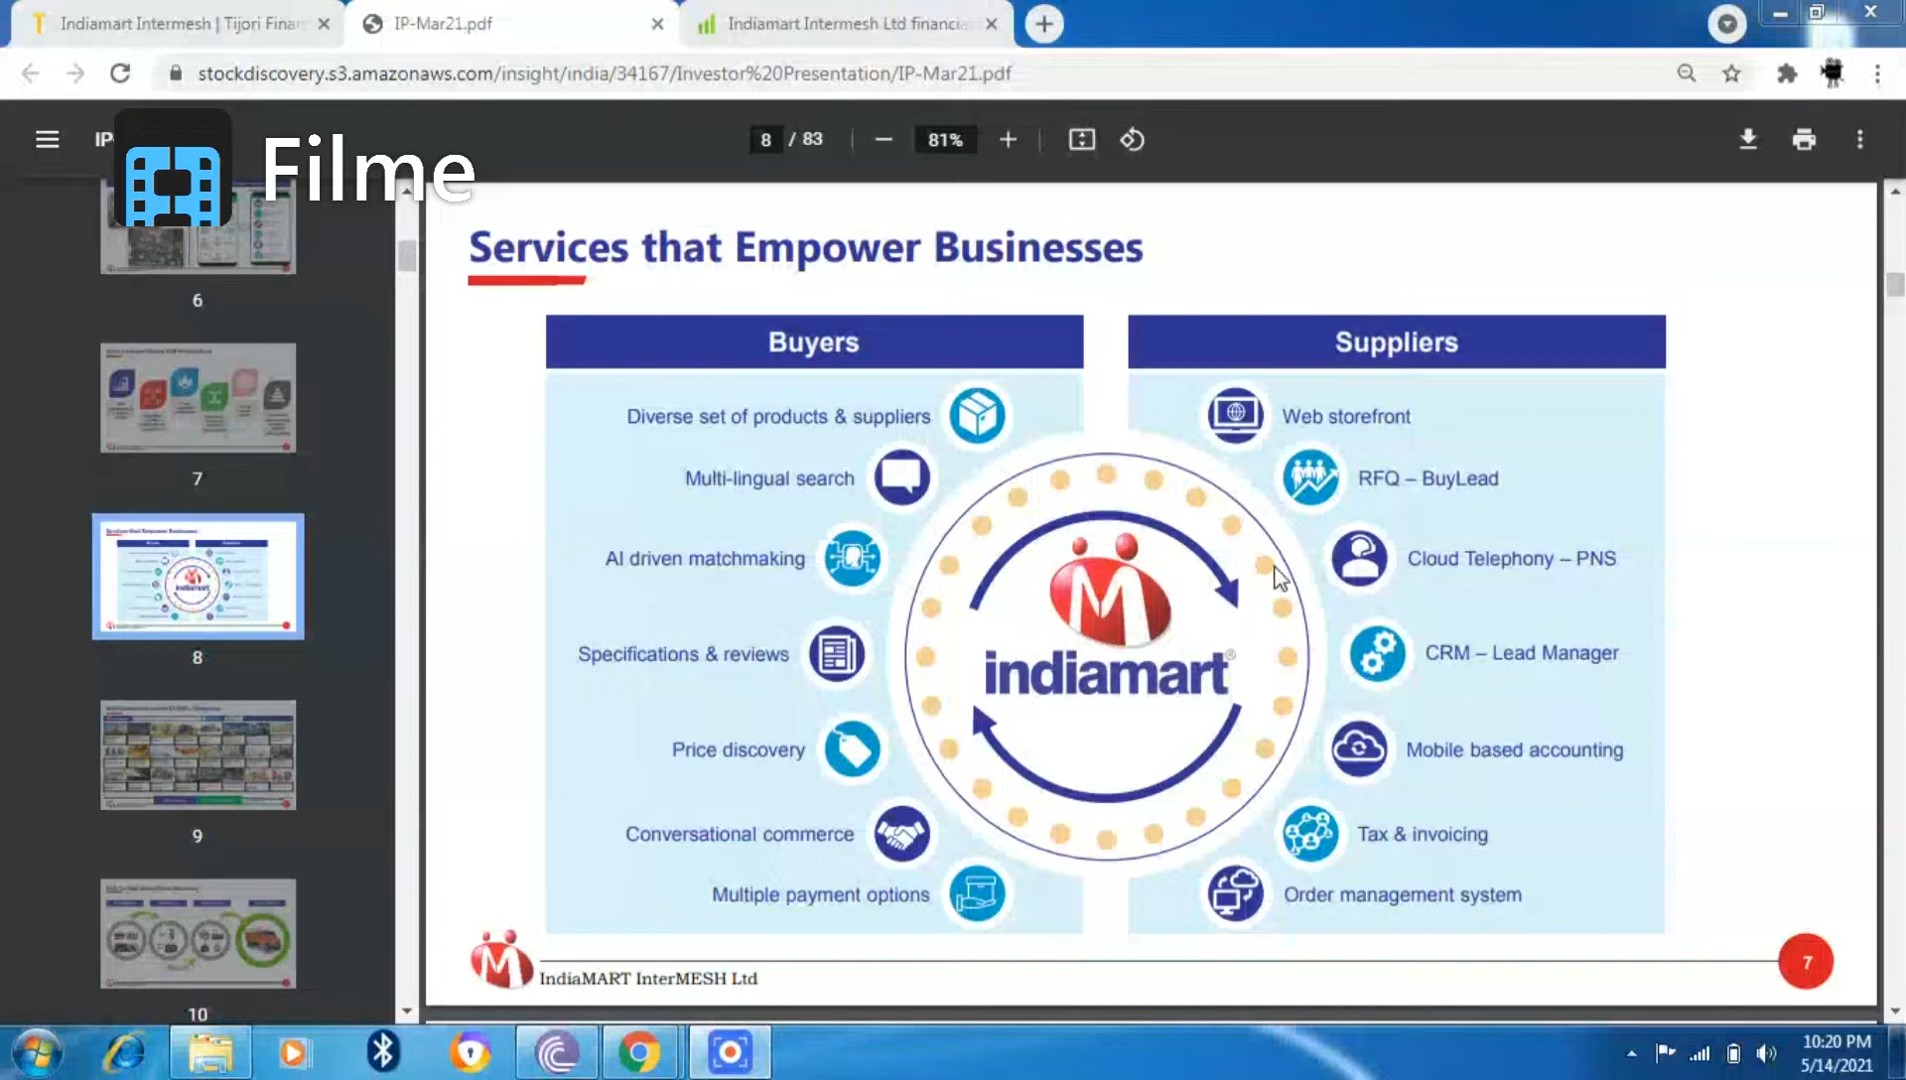 Indiamart Intermesh | Tijori Finan
IP-Mar21.pdf
Indiamart Intermesh Ltd financia
stockdiscovery.s3.amazonaws.com/insight/india/34167/Investor%20Presentation/IP-Mar21.pdf
IP
8 / 83
81%
Filme
6
7
8
9
10
Services that Empower Businesses
Buyers
Suppliers
Diverse set of products & suppliers
Web storefront
Multi-lingual search
RFQ – BuyLead
AI driven matchmaking
Cloud Telephony – PNS
Specifications & reviews
CRM – Lead Manager
Price discovery
Mobile based accounting
Conversational commerce
Tax & invoicing
Multiple payment options
Order management system
indiamart®
IndiaMART InterMESH Ltd
7
10:20 PM
5/14/2021